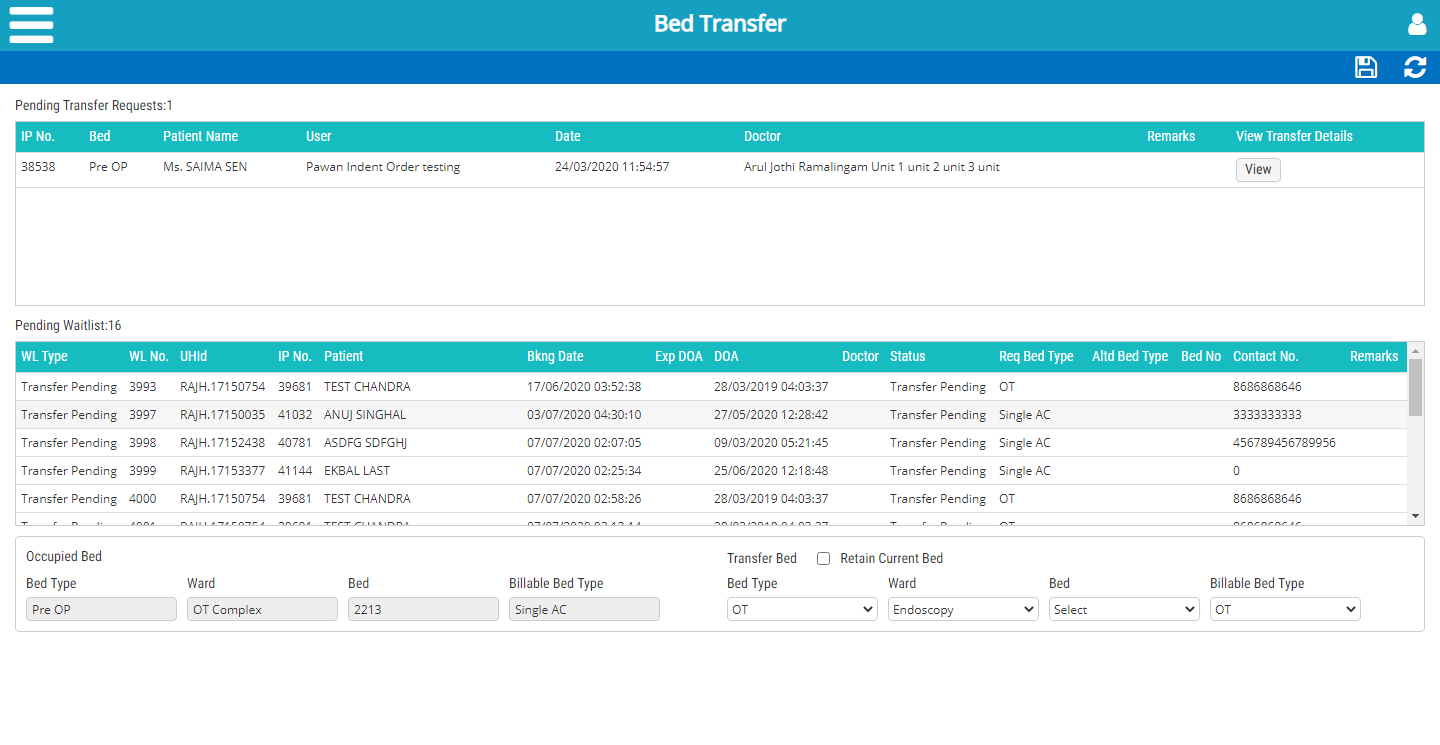 Bed Transfer
Pending Transfer Requests:1
IP No. Bed Patient Name User Date Doctor Remarks View Transfer Details
38538 Pre OP Ms. SAIMA SEN Pawan Indent Order testing 24/03/2020 11:54:57 Arul Jothi Ramalingam Unit 1 unit 2 unit 3 unit View
Pending Waitlist:16
WL Type WL No. UHId IP No. Patient Bkng Date Exp DOA DOA Doctor Status Req Bed Type Altd Bed Type Bed No Contact No. Remarks
Transfer Pending 3993 RAJH.17150754 39681 TEST CHANDRA 17/06/2020 03:52:38 28/03/2019 04:03:37 Transfer Pending OT 8686868646
Transfer Pending 3997 RAJH.17150035 41032 ANUJ SINGHAL 03/07/2020 04:30:10 27/05/2020 12:28:42 Transfer Pending Single AC 3333333333
Transfer Pending 3998 RAJH.17152438 40781 ASDFG SDFGHJ 07/07/2020 02:07:05 09/03/2020 05:21:45 Transfer Pending Single AC 456789456789956
Transfer Pending 3999 RAJH.17153377 41144 EKBAL LAST 07/07/2020 02:25:34 25/06/2020 12:18:48 Transfer Pending Single AC 0
Transfer Pending 4000 RAJH.17150754 39681 TEST CHANDRA 07/07/2020 02:58:26 28/03/2019 04:03:37 Transfer Pending OT 8686868646
Occupied Bed Transfer Bed Retain Current Bed
Bed Type Ward Bed Billable Bed Type Bed Type Ward Bed Billable Bed Type
Pre OP OT Complex 2213 Single AC OT Endoscopy Select OT